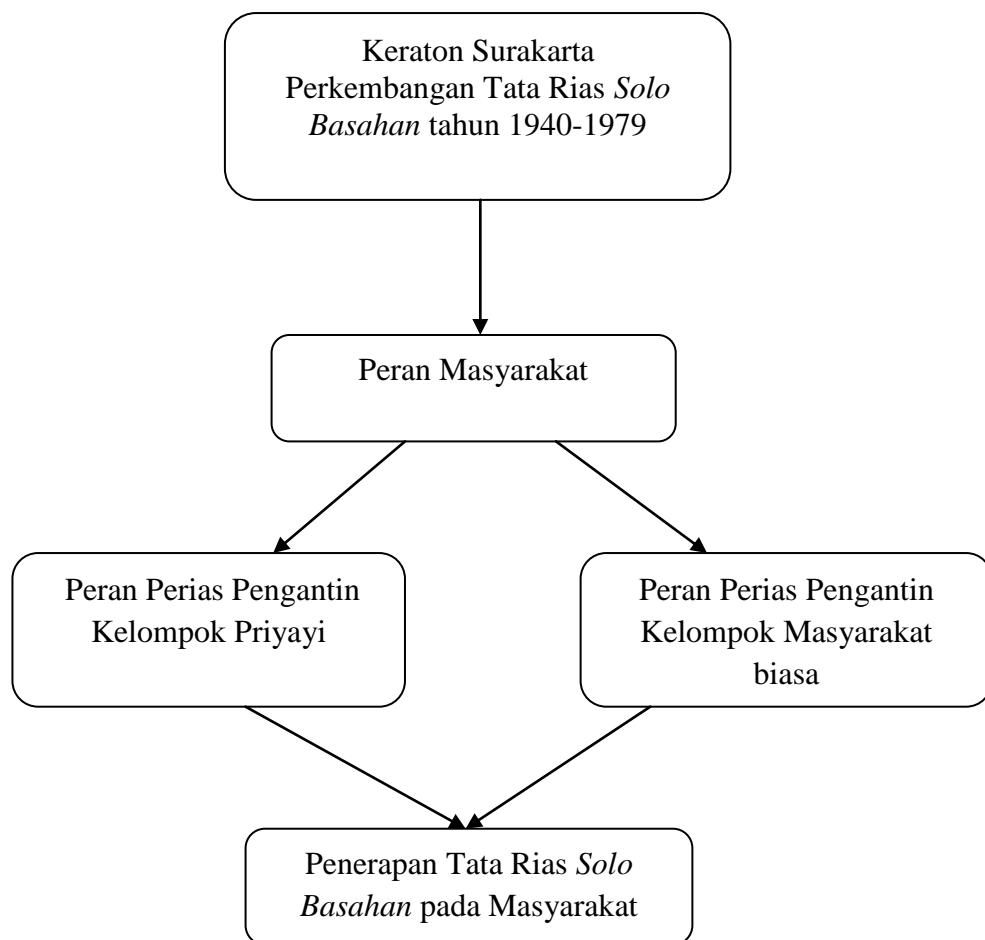 Keraton Surakarta
Perkembangan Tata Rias Solo
Basahan tahun 1940-1979
Peran Masyarakat
Peran Perias Pengantin
Kelompok Priyayi
Peran Perias Pengantin
Kelompok Masyarakat
biasa
Penerapan Tata Rias Solo
Basahan pada Masyarakat